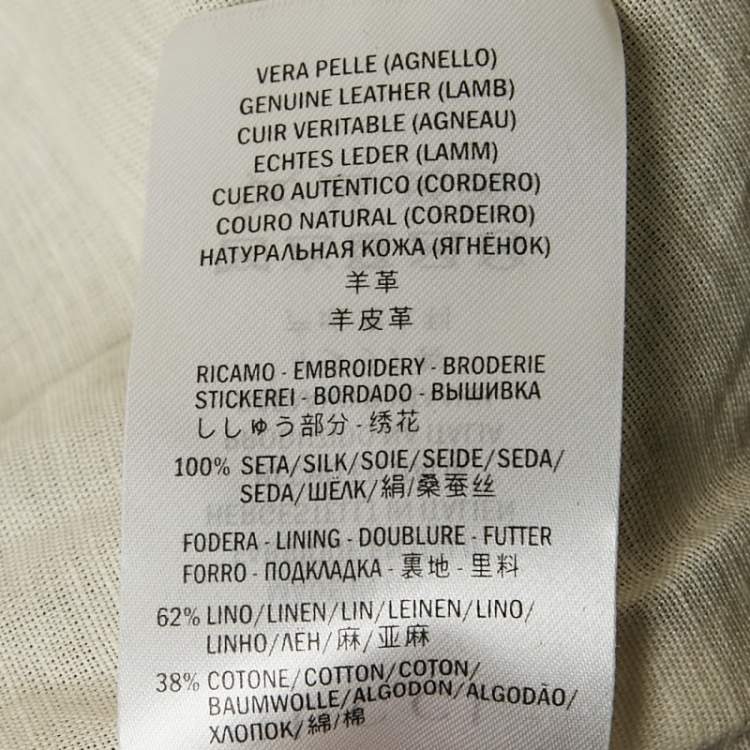 VERA PELLE (AGNELLO)
GENUINE LEATHER (LAMB)
CUIR VERITABLE (AGNEAU)
ECHTES LEDER (LAMM)
CUERO AUTÉNTICO (CORDERO)
COURO NATURAL (CORDEIRO)
НАТУРАЛЬНАЯ КОЖА (ЯГНЁНОК)
羊革
羊皮革
RICAMO - EMBROIDERY - BRODERIE
STICKEREI - BORDADO - ВЫШИВКА
ししゅう部分 - 绣花
100% SETA/SILK/SOIE/SEIDE/SEDA/
SEDA/ШЁЛК/絹/桑蚕丝
FODERA - LINING - DOUBLURE - FUTTER
FORRO - ПОДКЛАДКА - 裏地 - 里料
62% LINO/LINEN/LIN/LEINEN/LINO/
LINHO/ЛЁН/麻/亚麻
38% COTONE/COTTON/COTON/
BAUMWOLLE/ALGODÓN/ALGODÃO/
ХЛОПОК/綿/棉